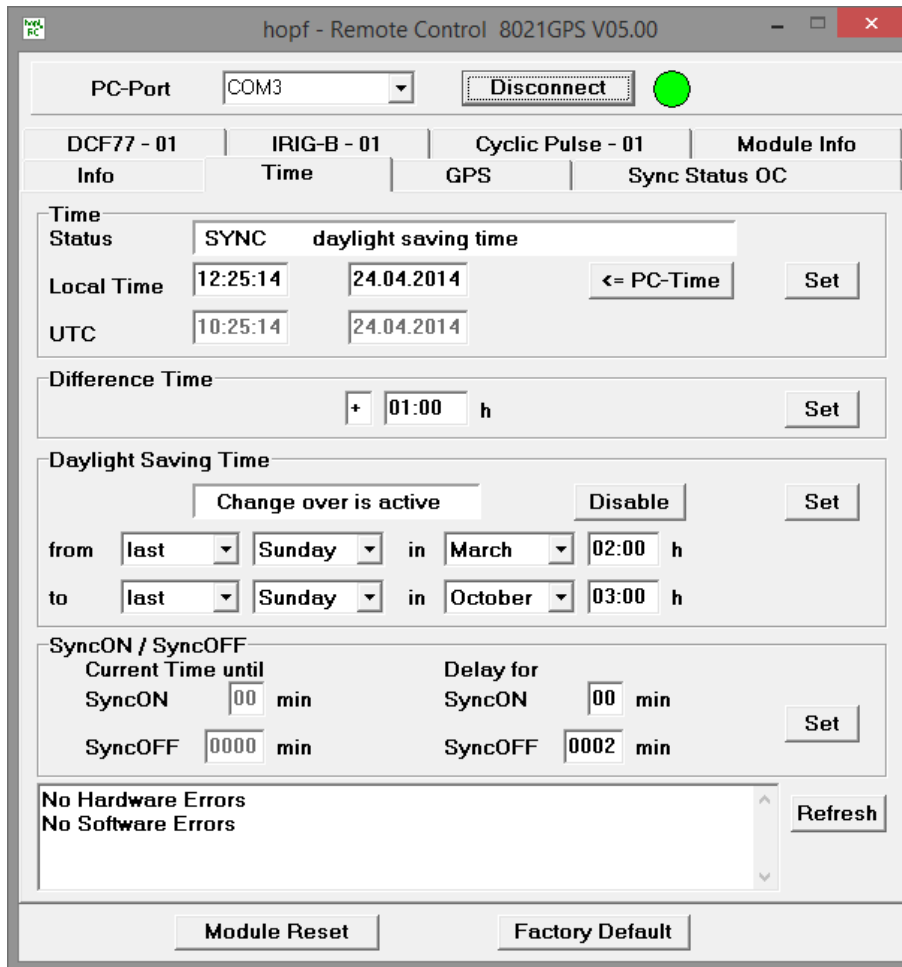 hopf RC hopf - Remote Control 8021GPS V05.00
PC-Port COM3 Disconnect
DCF77 - 01 IRIG-B - 01 Cyclic Pulse - 01 Module Info
Info Time GPS Sync Status OC
Time
Status SYNC daylight saving time
Local Time 12:25:14 24.04.2014 <= PC-Time Set
UTC 10:25:14 24.04.2014
Difference Time
+ 01:00 h Set
Daylight Saving Time
Change over is active Disable Set
from last Sunday in March 02:00 h
to last Sunday in October 03:00 h
SyncON / SyncOFF
Current Time until Delay for
SyncON 00 min SyncON 00 min
SyncOFF 0000 min SyncOFF 0002 min Set
No Hardware Errors
No Software Errors
Refresh
Module Reset Factory Default